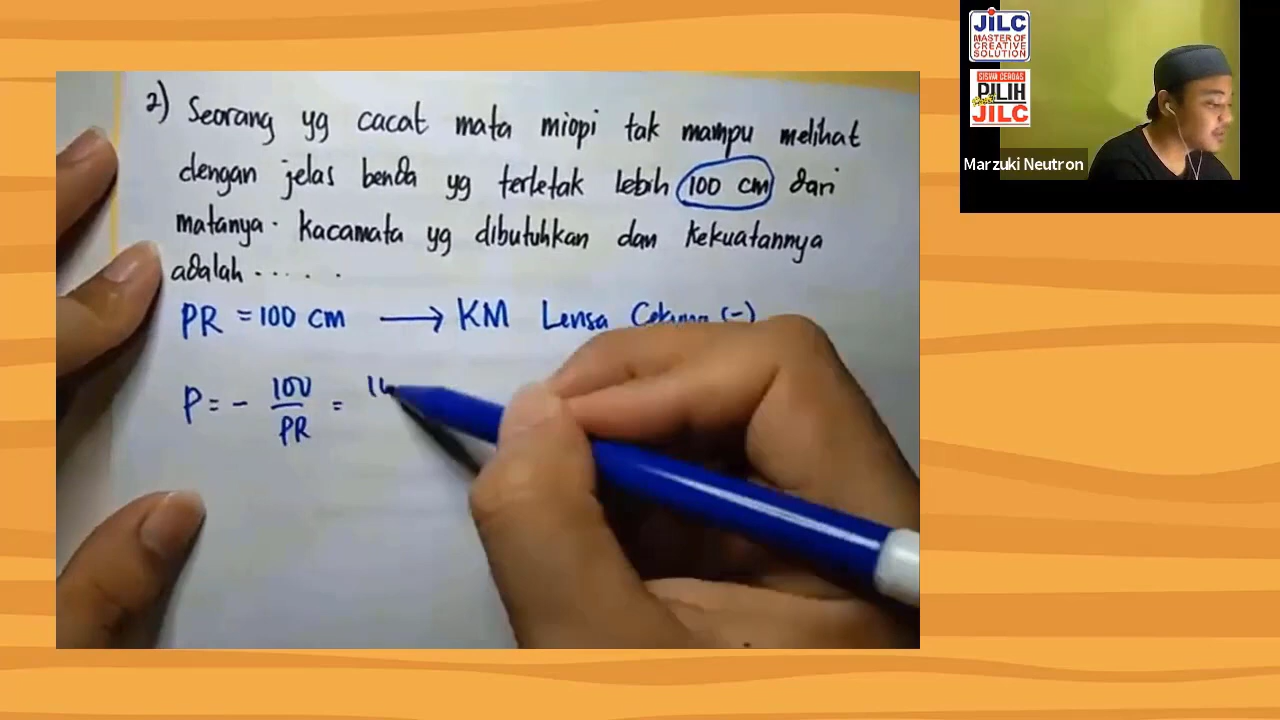 2) Seorang yg cacat mata miopi tak mampu melihat
dengan jelas benda yg terletak lebih 100 cm dari
matanya. Kacamata yg dibutuhkan dan kekuatannya
adalah .....
PR = 100 cm → KM Lensa (-)
P = - 100/PR =
JILC
MASTER OF
CREATIVE
SOLUTION
SISWA CERDAS
PILIH
JILC
Marzuki Neutron